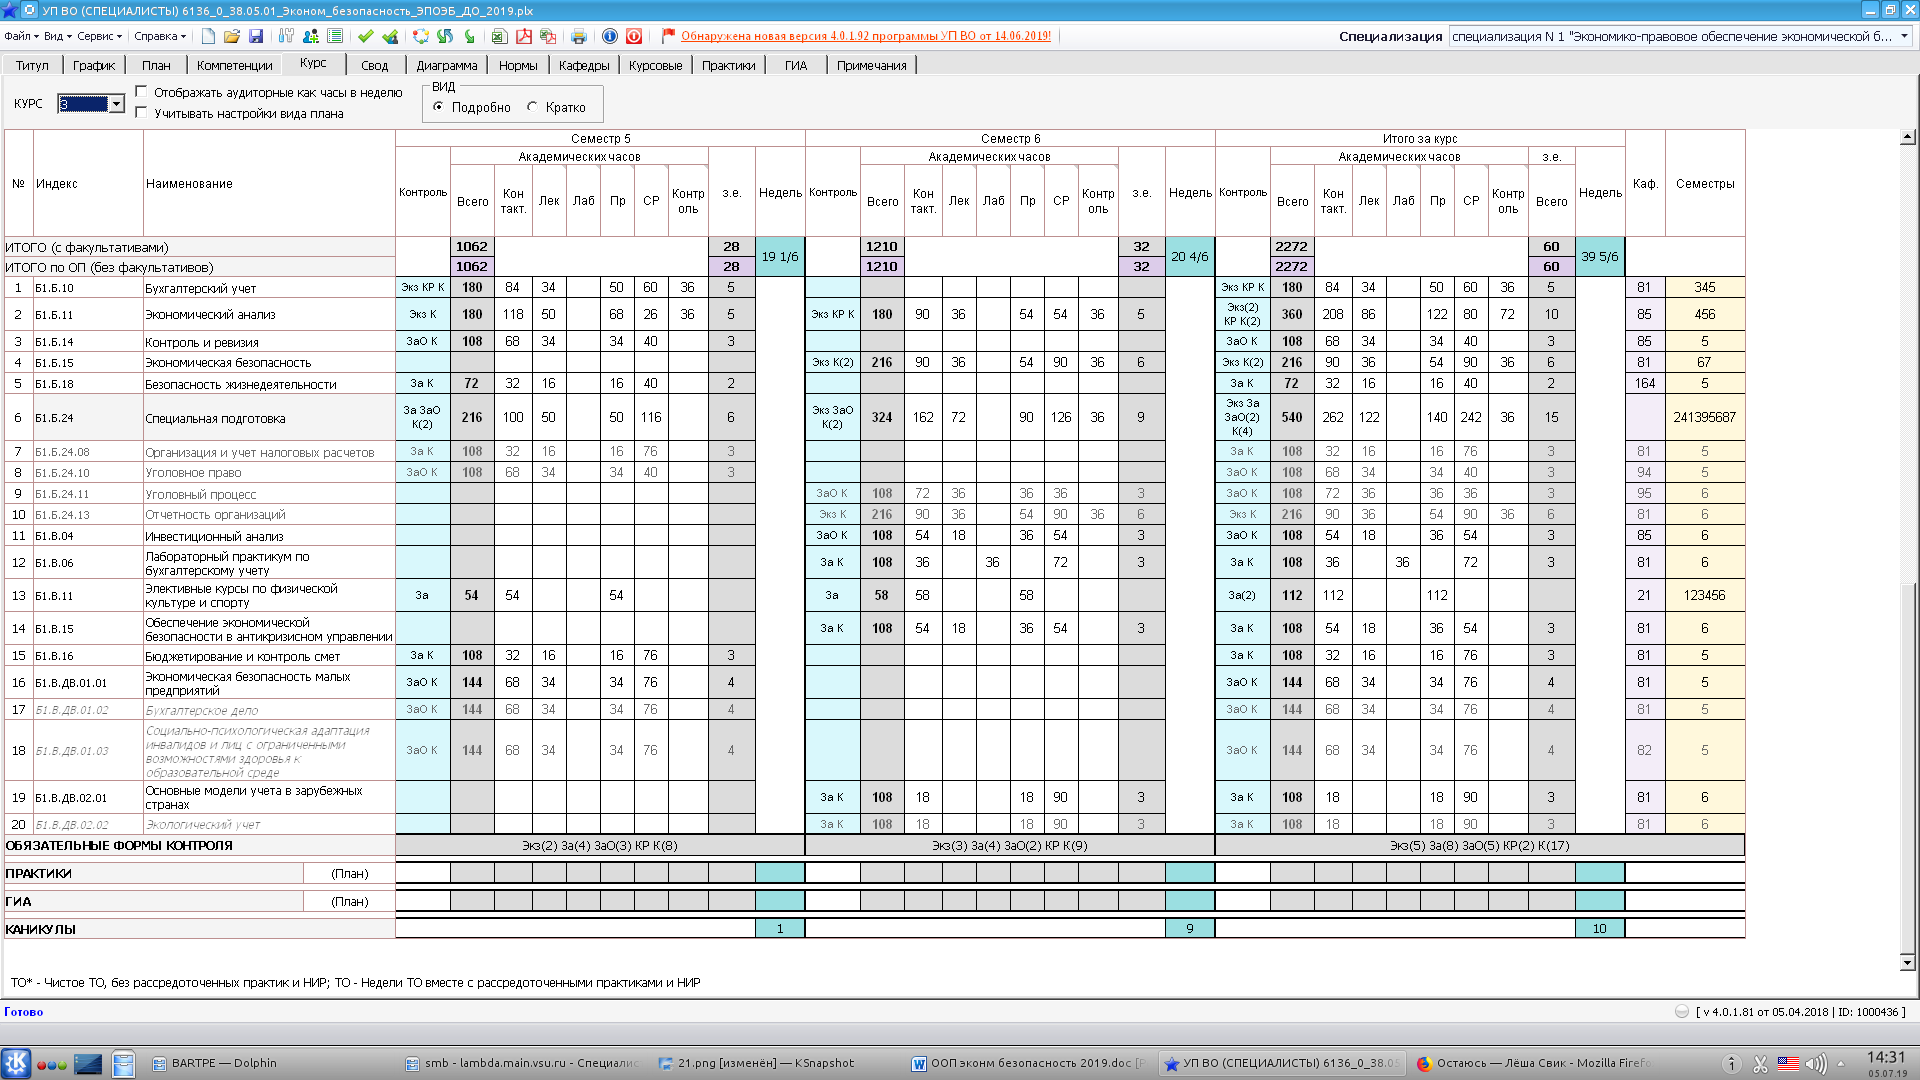 УП ВО (СПЕЦИАЛИСТЫ) 6136_0_38.05.01_Эконом_безопасность_ЭПОЭБ_ДО_2019.plx
Файл Вид Сервис Справка Обнаружена новая версия 4.0.1.92 программы УП ВО от 14.06.2019! Специализация специализация N 1 "Экономико-правовое обеспечение экономической б...
Титул График План Компетенции Курс Свод Диаграмма Нормы Кафедры Курсовые Практики ГИА Примечания
КУРС 3 Отображать аудиторные как часы в неделю ВИД
Учитывать настройки вида плана Подробно Кратко
Семестр 5 Семестр 6 Итого за курс
Академических часов Академических часов Академических часов з.е.
№ Индекс Наименование Контроль Всего Кон такт. Лек Лаб Пр СР Контр оль з.е. Недель Контроль Всего Кон такт. Лек Лаб Пр СР Контр оль з.е. Недель Контроль Всего Кон такт. Лек Лаб Пр СР Контр оль Всего Недель Каф. Семестры
ИТОГО (с факультативами) 1062 28 19 1/6 1210 32 20 4/6 2272 60 39 5/6
ИТОГО по ОП (без факультативов) 1062 28 1210 32 2272 60
1 Б1.Б.10 Бухгалтерский учет Экз КР К 180 84 34 50 60 36 5 Экз КР К 180 84 34 50 60 36 5 81 345
2 Б1.Б.11 Экономический анализ Экз К 180 118 50 68 26 36 5 Экз КР К 180 90 36 54 54 36 5 Экз(2) КР К(2) 360 208 86 122 80 72 10 85 456
3 Б1.Б.14 Контроль и ревизия ЗаО К 108 68 34 34 40 3 ЗаО К 108 68 34 34 40 3 85 5
4 Б1.Б.15 Экономическая безопасность Экз К(2) 216 90 36 54 90 36 6 Экз К(2) 216 90 36 54 90 36 6 81 67
5 Б1.Б.18 Безопасность жизнедеятельности За К 72 32 16 16 40 2 За К 72 32 16 16 40 2 164 5
6 Б1.Б.24 Специальная подготовка За ЗаО К(2) 216 100 50 50 116 6 Экз ЗаО К(2) 324 162 72 90 126 36 9 Экз За ЗаО(2) К(4) 540 262 122 140 242 36 15 241395687
7 Б1.Б.24.08 Организация и учет налоговых расчетов За К 108 32 16 16 76 3 За К 108 32 16 16 76 3 81 5
8 Б1.Б.24.10 Уголовное право ЗаО К 108 68 34 34 40 3 ЗаО К 108 68 34 34 40 3 94 5
9 Б1.Б.24.11 Уголовный процесс ЗаО К 108 72 36 36 36 3 ЗаО К 108 72 36 36 36 3 95 6
10 Б1.Б.24.13 Отчетность организаций Экз К 216 90 36 54 90 36 6 Экз К 216 90 36 54 90 36 6 81 6
11 Б1.В.04 Инвестиционный анализ ЗаО К 108 54 18 36 54 3 ЗаО К 108 54 18 36 54 3 85 6
12 Б1.В.06 Лабораторный практикум по бухгалтерскому учету За К 108 36 36 72 3 За К 108 36 36 72 3 81 6
13 Б1.В.11 Элективные курсы по физической культуре и спорту За 54 54 54 За 58 58 58 За(2) 112 112 112 21 123456
14 Б1.В.15 Обеспечение экономической безопасности в антикризисном управлении За К 108 54 18 36 54 3 За К 108 54 18 36 54 3 81 6
15 Б1.В.16 Бюджетирование и контроль смет За К 108 32 16 16 76 3 За К 108 32 16 16 76 3 81 5
16 Б1.В.ДВ.01.01 Экономическая безопасность малых предприятий ЗаО К 144 68 34 34 76 4 ЗаО К 144 68 34 34 76 4 81 5
17 Б1.В.ДВ.01.02 Бухгалтерское дело ЗаО К 144 68 34 34 76 4 ЗаО К 144 68 34 34 76 4 81 5
18 Б1.В.ДВ.01.03 Социально-психологическая адаптация инвалидов и лиц с ограниченными возможностями здоровья к образовательной среде ЗаО К 144 68 34 34 76 4 ЗаО К 144 68 34 34 76 4 82 5
19 Б1.В.ДВ.02.01 Основные модели учета в зарубежных странах За К 108 18 18 90 3 За К 108 18 18 90 3 81 6
20 Б1.В.ДВ.02.02 Экологический учет За К 108 18 18 90 3 За К 108 18 18 90 3 81 6
ОБЯЗАТЕЛЬНЫЕ ФОРМЫ КОНТРОЛЯ Экз(2) За(4) ЗаО(3) КР К(8) Экз(3) За(4) ЗаО(2) КР К(9) Экз(5) За(8) ЗаО(5) КР(2) К(17)
ПРАКТИКИ (План)
ГИА (План)
КАНИКУЛЫ 1 9 10
ТО* - Чистое ТО, без рассредоточенных практик и НИР; ТО - Недели ТО вместе с рассредоточенными практиками и НИР
Готово [ v 4.0.1.81 от 05.04.2018 | ID: 1000436 ]
BARTPE — Dolphin smb - lambda.main.vsu.ru - Специалис 21.png [изменён] — KSnapshot ООП эконм безопасность 2019.doc [Р УП ВО (СПЕЦИАЛИСТЫ) 6136_0_38.05 Остаюсь — Лёша Свик - Mozilla Firefo 14:31
05.07.19